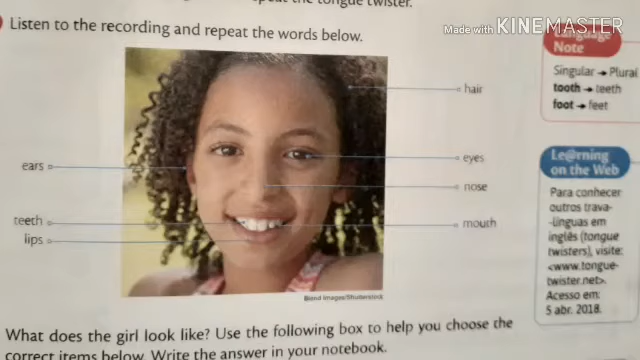 Listen to the recording and repeat the words below.
Made with KINEMASTER
Language
Note
Singular → Plural
tooth → teeth
foot → feet
hair
eyes
nose
mouth
ears
teeth
lips
Blend Images/Shutterstock
Le@rning
on the Web
Para conhecer
outros trava-
-línguas em
inglês (tongue
twisters), visite:
<www.tongue-
twister.net>.
Acesso em:
5 abr. 2018.
What does the girl look like? Use the following box to help you choose the
correct items below. Write the answer in your notebook.